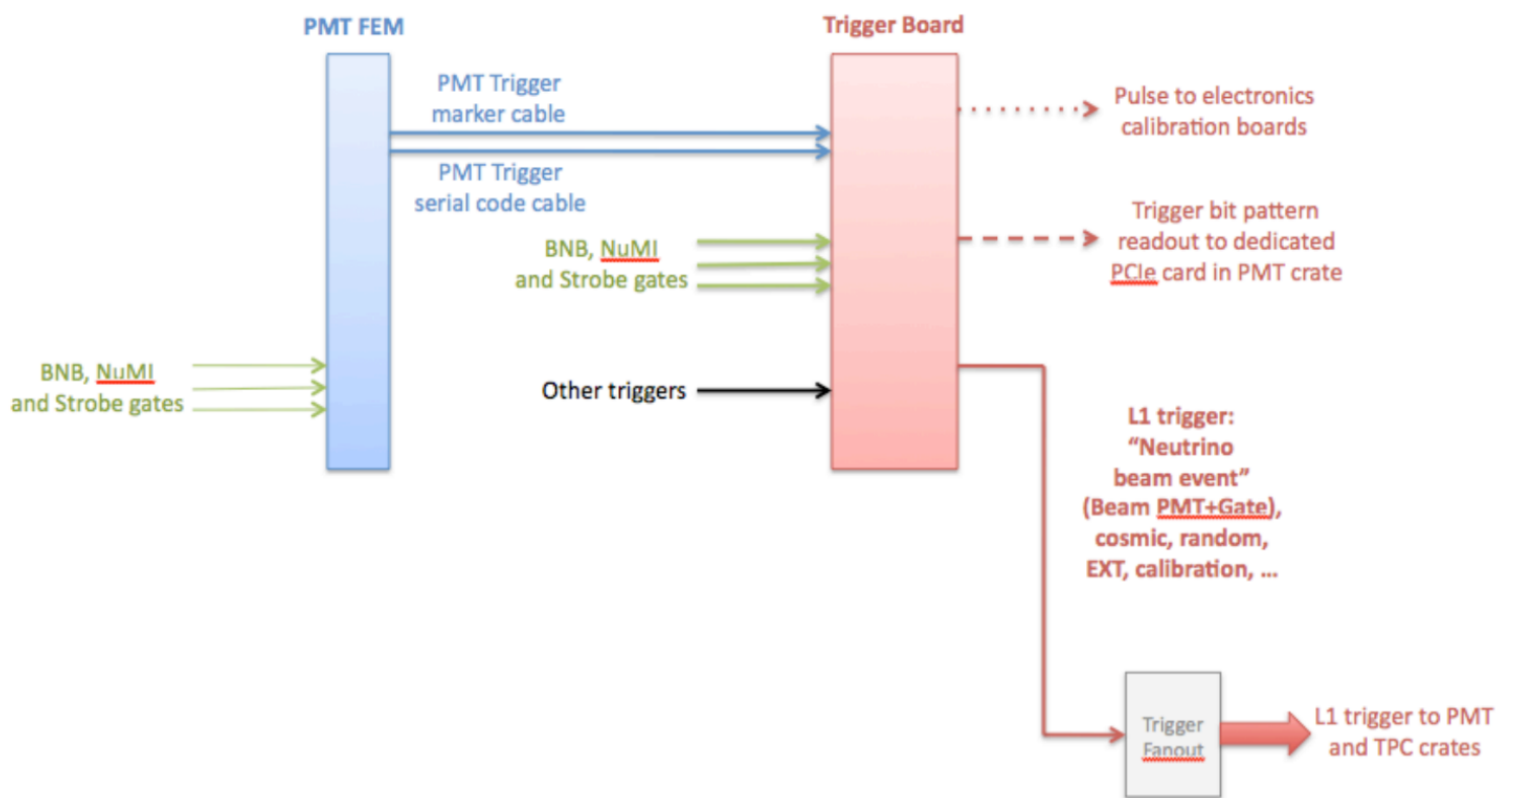 PMT FEM
Trigger Board
PMT Trigger
marker cable
PMT Trigger
serial code cable
BNB, NuMI
and Strobe gates
Other triggers
BNB, NuMI
and Strobe gates
Pulse to electronics
calibration boards
Trigger bit pattern
readout to dedicated
PCIe card in PMT crate
L1 trigger:
“Neutrino
beam event”
(Beam PMT+Gate),
cosmic, random,
EXT, calibration, ...
Trigger
Fanout
L1 trigger to PMT
and TPC crates